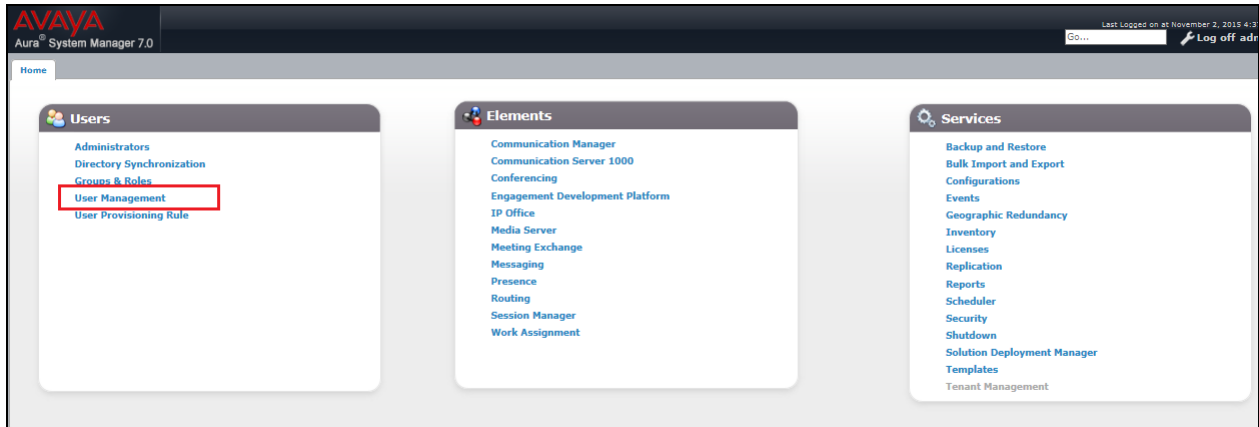 AVAYA
Aura® System Manager 7.0
Last Logged on at November 2, 2015 4:3
Go...
Log off adm
Home
Users
Administrators
Directory Synchronization
Groups & Roles
User Management
User Provisioning Rule
Elements
Communication Manager
Communication Server 1000
Conferencing
Engagement Development Platform
IP Office
Media Server
Meeting Exchange
Messaging
Presence
Routing
Session Manager
Work Assignment
Services
Backup and Restore
Bulk Import and Export
Configurations
Events
Geographic Redundancy
Inventory
Licenses
Replication
Reports
Scheduler
Security
Shutdown
Solution Deployment Manager
Templates
Tenant Management